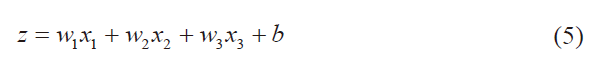 z = w₁x₁ + w₂x₂ + w₃x₃ + b (5)